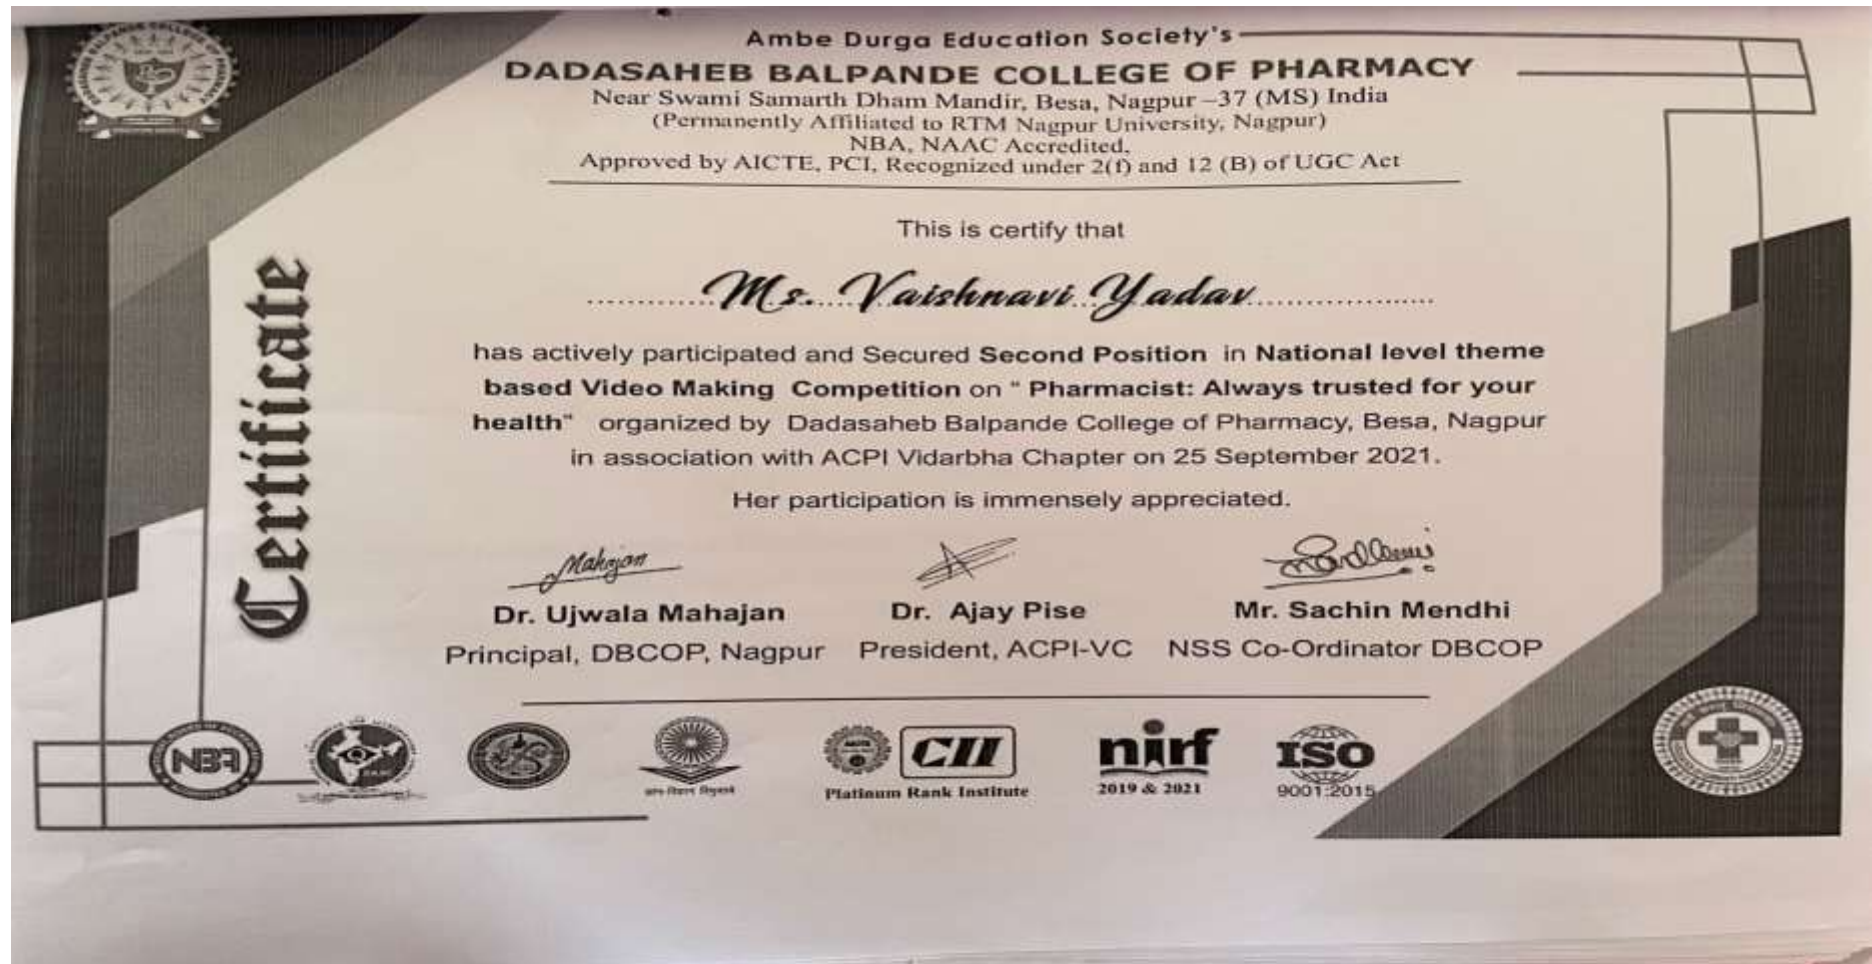 Ambe Durga Education Society's
DADASAHEB BALPANDE COLLEGE OF PHARMACY
Near Swami Samarth Dham Mandir, Besa, Nagpur –37 (MS) India
(Permanently Affiliated to RTM Nagpur University, Nagpur)
NBA, NAAC Accredited,
Approved by AICTE, PCI, Recognized under 2(f) and 12 (B) of UGC Act
Certificate
This is certify that
Ms. Vaishnavi Yadav
has actively participated and Secured Second Position in National level theme
based Video Making Competition on " Pharmacist: Always trusted for your
health" organized by Dadasaheb Balpande College of Pharmacy, Besa, Nagpur
in association with ACPI Vidarbha Chapter on 25 September 2021.
Her participation is immensely appreciated.
Mahajan
Dr. Ujwala Mahajan
Dr. Ajay Pise
Mr. Sachin Mendhi
Principal, DBCOP, Nagpur
President, ACPI-VC
NSS Co-Ordinator DBCOP
NBA
CII
Platinum Rank Institute
nirf
2019 & 2021
ISO
9001:2015